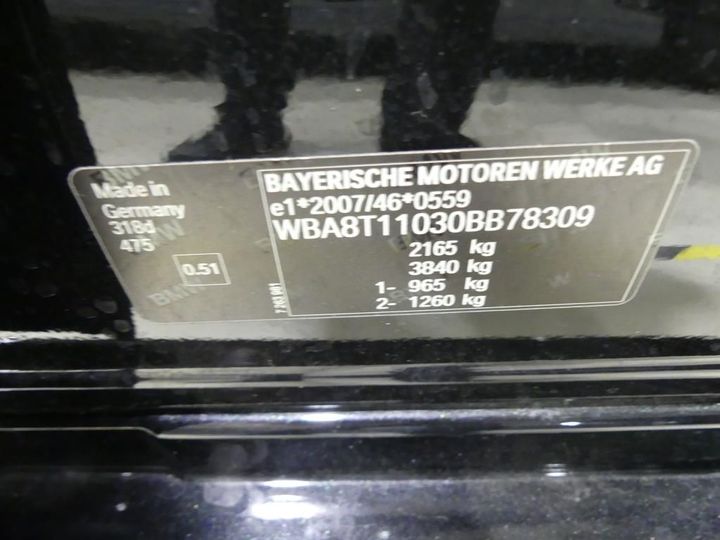 Made in
Germany
318d
475
0.51
BAYERISCHE MOTOREN WERKE AG
e1*2007/46*0559
WBA8T11030BB78309
2165 kg
3840 kg
1- 965 kg
2- 1260 kg
BMW